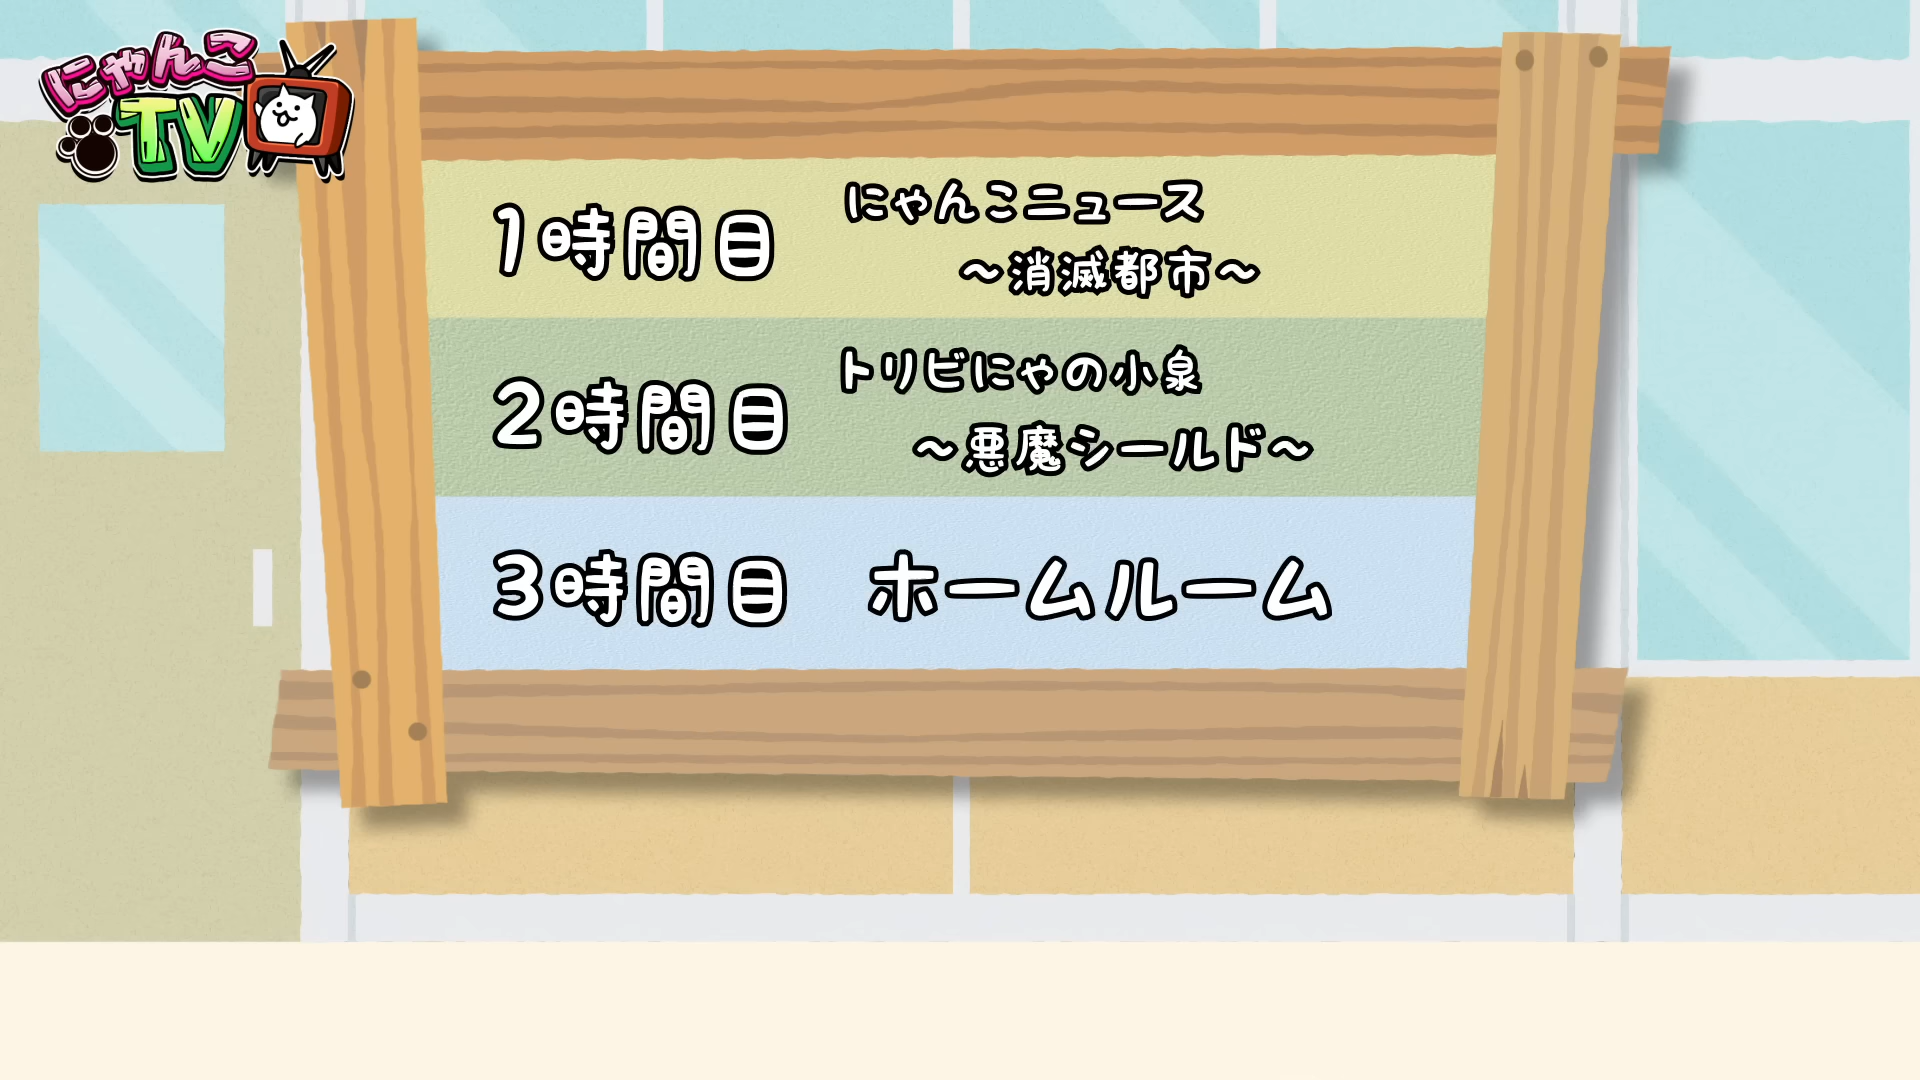 にゃんこ
TV
1時間目
にゃんこニュース
～消滅都市～
2時間目
トリビにゃの小泉
～悪魔シールド～
3時間目 ホームルーム